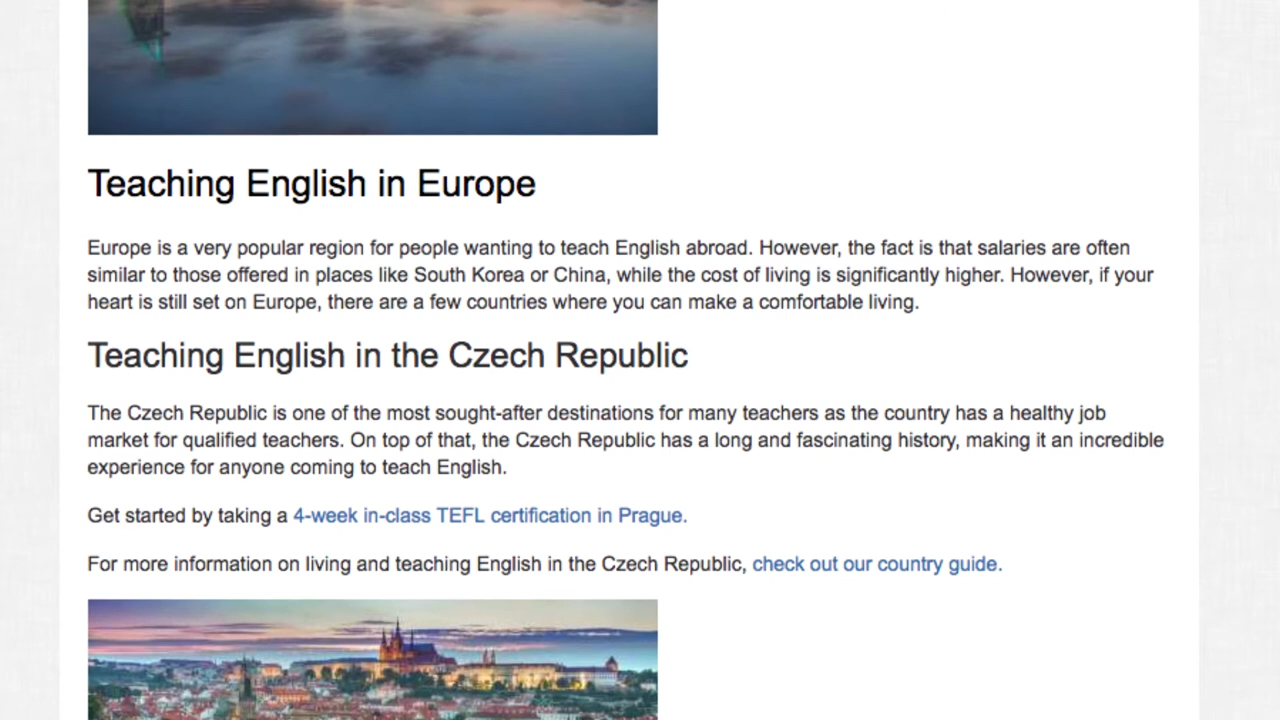 Teaching English in Europe
Europe is a very popular region for people wanting to teach English abroad. However, the fact is that salaries are often
similar to those offered in places like South Korea or China, while the cost of living is significantly higher. However, if your
heart is still set on Europe, there are a few countries where you can make a comfortable living.
Teaching English in the Czech Republic
The Czech Republic is one of the most sought-after destinations for many teachers as the country has a healthy job
market for qualified teachers. On top of that, the Czech Republic has a long and fascinating history, making it an incredible
experience for anyone coming to teach English.
Get started by taking a 4-week in-class TEFL certification in Prague.
For more information on living and teaching English in the Czech Republic, check out our country guide.